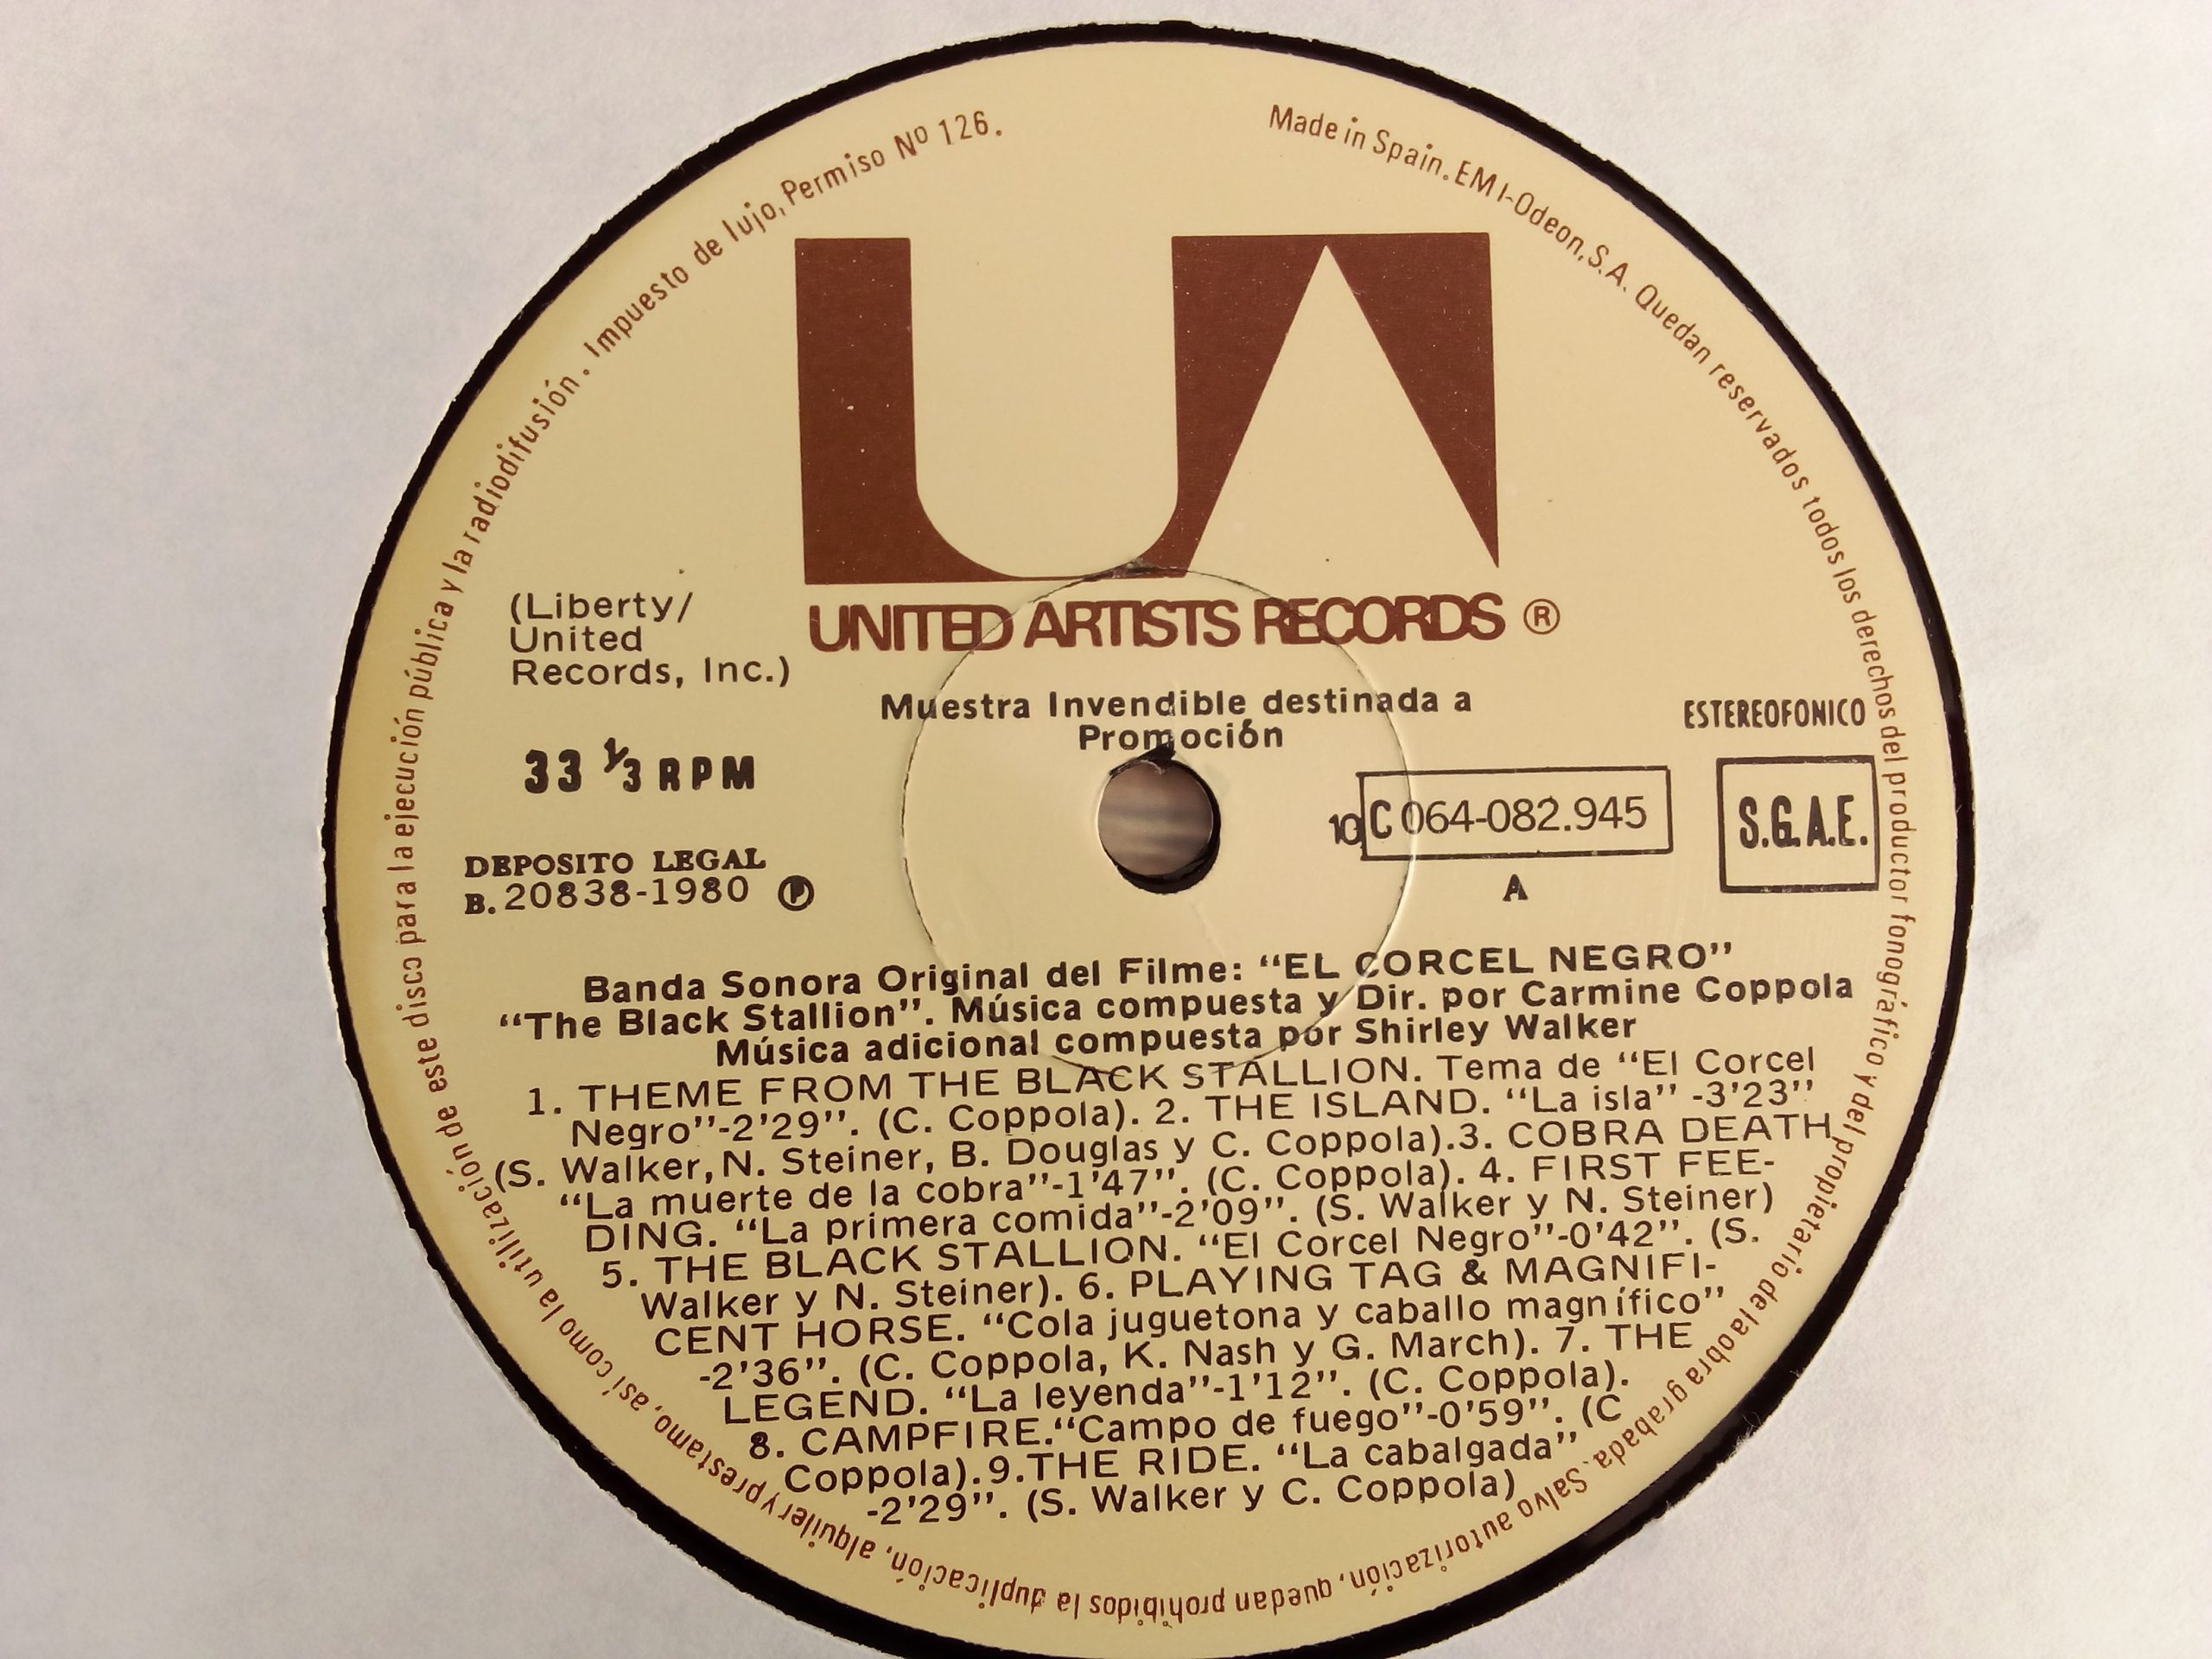 Made in Spain. EMI-Odeon, S.A. Quedan reservados todos los derechos del productor fonográfico y del propietario de la obra grabada. Salvo autorización, quedan prohibidos la duplicación, alquiler y prestamo, así como la utilización de este disco para la ejecución pública y la radiodifusión. Impuesto de lujo, Permiso Nº 126.
UA
UNITED ARTISTS RECORDS ®
(Liberty/
United
Records, Inc.)
Muestra Invendible destinada a
Promoción
ESTEREOFONICO
33 1/3 RPM
10 C 064-082.945
S.G.A.E.
A
DEPOSITO LEGAL
B. 20838-1980 Ⓟ
Banda Sonora Original del Filme: “EL CORCEL NEGRO”
“The Black Stallion”. Música compuesta y Dir. por Carmine Coppola
Música adicional compuesta por Shirley Walker
1. THEME FROM THE BLACK STALLION. Tema de “El Corcel
Negro”-2’29”. (C. Coppola). 2. THE ISLAND. “La isla” -3’23”
(S. Walker, N. Steiner, B. Douglas y C. Coppola).3. COBRA DEATH
“La muerte de la cobra”-1’47”. (C. Coppola). 4. FIRST FEE-
DING. “La primera comida”-2’09”. (S. Walker y N. Steiner)
5. THE BLACK STALLION. “El Corcel Negro”-0’42”. (S.
Walker y N. Steiner). 6. PLAYING TAG & MAGNIFI-
CENT HORSE. “Cola juguetona y caballo magnífico”
-2’36”. (C. Coppola, K. Nash y G. March). 7. THE
LEGEND. “La leyenda”-1’12”. (C. Coppola).
8. CAMPFIRE.“Campo de fuego”-0’59”. (C
Coppola).9.THE RIDE. “La cabalgada”
-2’29”. (S. Walker y C. Coppola)